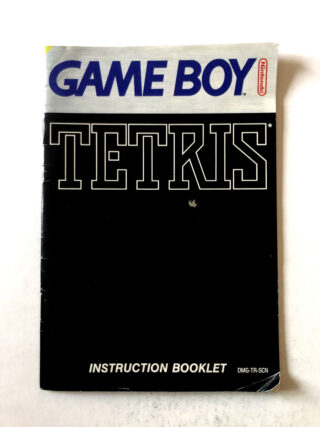 GAME BOY
Nintendo
TETRIS*
INSTRUCTION BOOKLET
DMG-TR-SCN